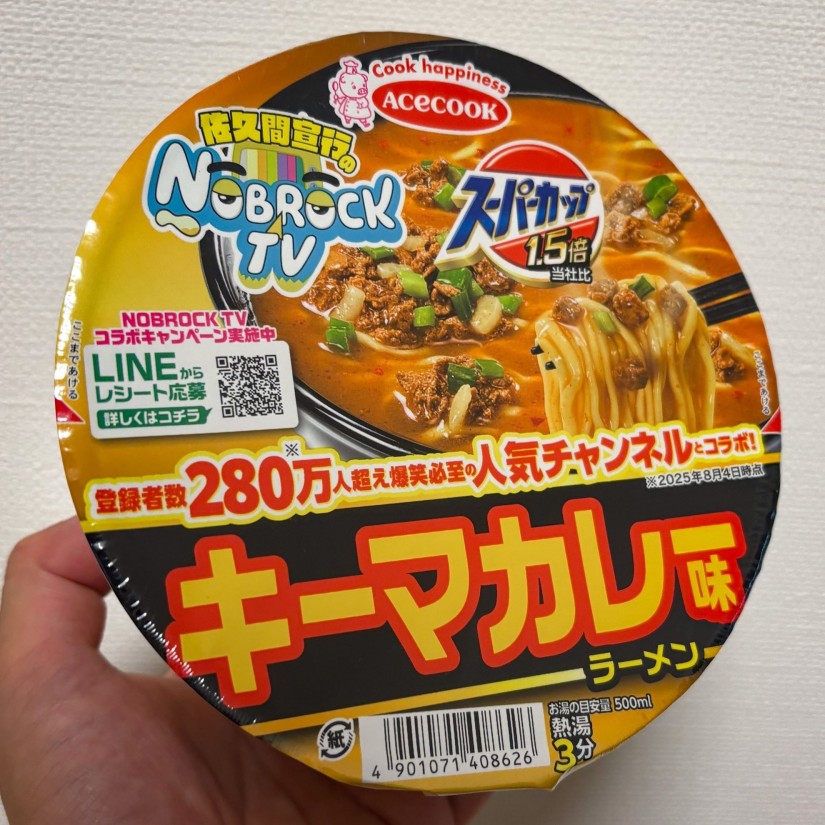 Cook happiness
ACECOOK
佐久間宣行の
NOBROCK
TV
スーパーカップ
1.5倍
当社比
NOBROCK TV
コラボキャンペーン実施中
LINEから
レシート応募
詳しくはコチラ
ここまであける
ここまであける
登録者数280※万人超え爆笑必至の人気チャンネルとコラボ!
※2025年8月4日時点
キーマカレー味
ラーメン
お湯の目安量 500ml
熱湯
3分
紙
4 901071 408626